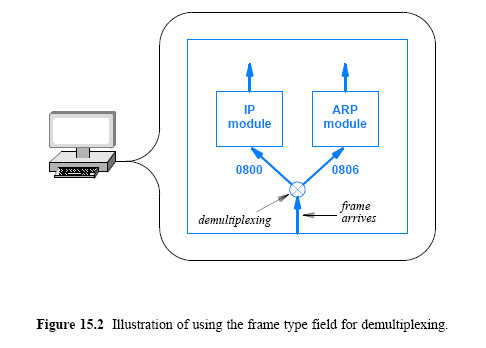 IP
module
ARP
module
0800
0806
demultiplexing
frame
arrives
Figure 15.2 Illustration of using the frame type field for demultiplexing.